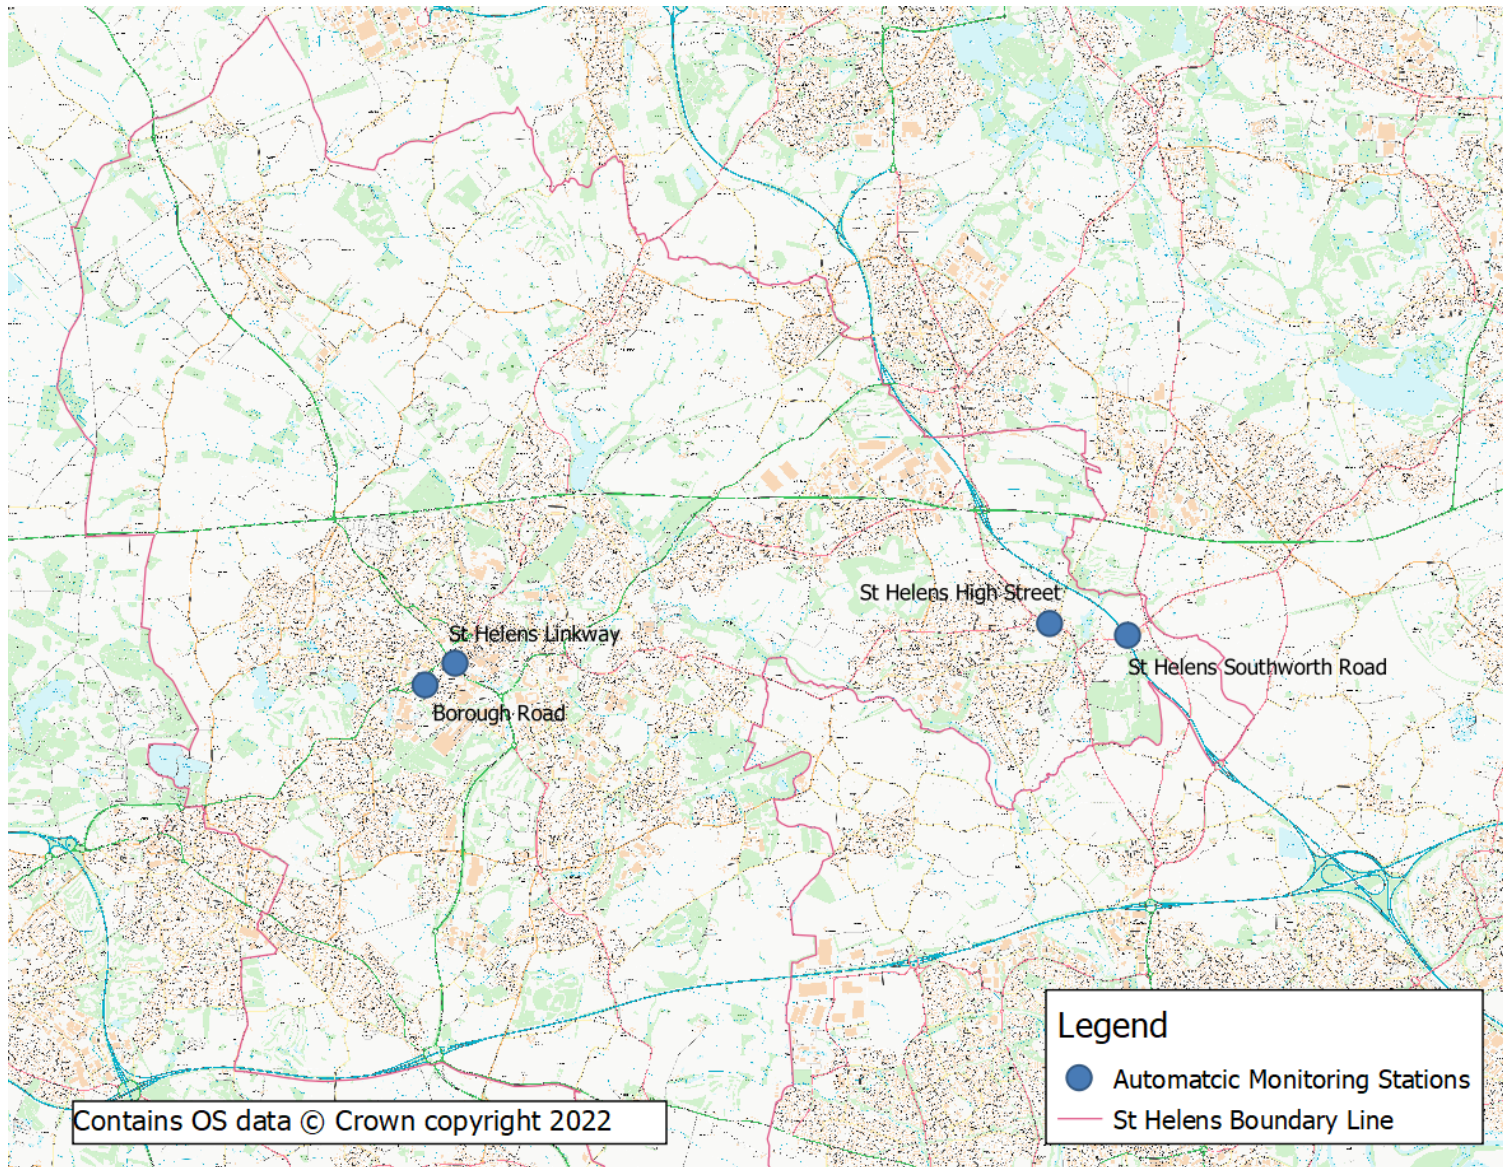 St Helens High Street
St Helens Linkway
St Helens Southworth Road
Borough Road
Legend
Automatcic Monitoring Stations
St Helens Boundary Line
Contains OS data © Crown copyright 2022